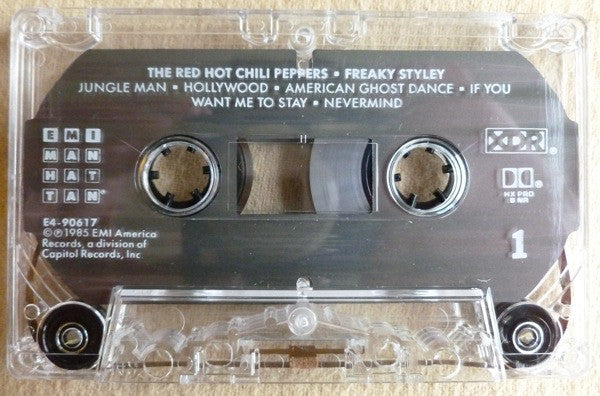 THE RED HOT CHILI PEPPERS • FREAKY STYLEY
JUNGLE MAN • HOLLYWOOD • AMERICAN GHOST DANCE • IF YOU
WANT ME TO STAY • NEVERMIND
EMI
MAN
HAT
TAN®
E4-90617
©℗1985 EMI America
Records, a division of
Capitol Records, Inc
XDR®
HX PRO
B NR
1